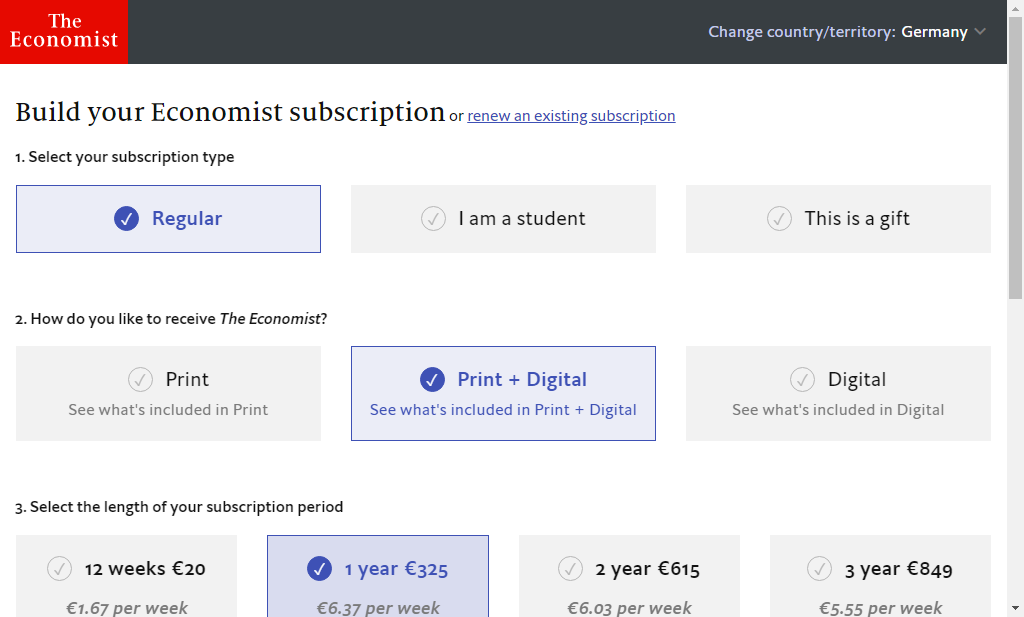 The
Economist
Change country/territory: Germany
Build your Economist subscription or renew an existing subscription
1. Select your subscription type
Regular
I am a student
This is a gift
2. How do you like to receive The Economist?
Print
See what's included in Print
Print + Digital
See what's included in Print + Digital
Digital
See what's included in Digital
3. Select the length of your subscription period
12 weeks €20
€1.67 per week
1 year €325
€6.37 per week
2 year €615
€6.03 per week
3 year €849
€5.55 per week